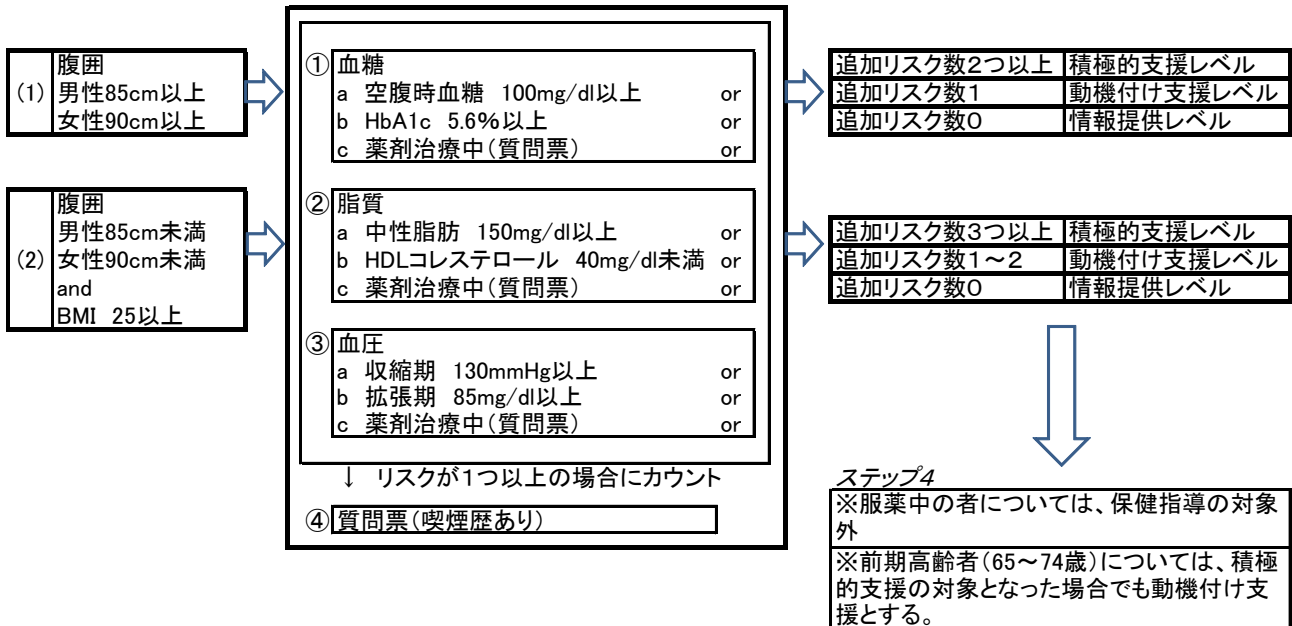 腹囲
(1) 男性85cm以上
女性90cm以上
腹囲
男性85cm未満
(2) 女性90cm未満
and
BMI 25以上
① 血糖
a 空腹時血糖 100mg/dl以上 or
b HbA1c 5.6%以上 or
c 薬剤治療中(質問票) or
② 脂質
a 中性脂肪 150mg/dl以上 or
b HDLコレステロール 40mg/dl未満 or
c 薬剤治療中(質問票) or
③ 血圧
a 収縮期 130mmHg以上 or
b 拡張期 85mg/dl以上 or
c 薬剤治療中(質問票) or
↓ リスクが1つ以上の場合にカウント
④ 質問票(喫煙歴あり)
追加リスク数2つ以上 積極的支援レベル
追加リスク数1 動機付け支援レベル
追加リスク数0 情報提供レベル
追加リスク数3つ以上 積極的支援レベル
追加リスク数1~2 動機付け支援レベル
追加リスク数0 情報提供レベル
ステップ4
※服薬中の者については、保健指導の対象
外
※前期高齢者(65~74歳)については、積極
的支援の対象となった場合でも動機付け支
援とする。